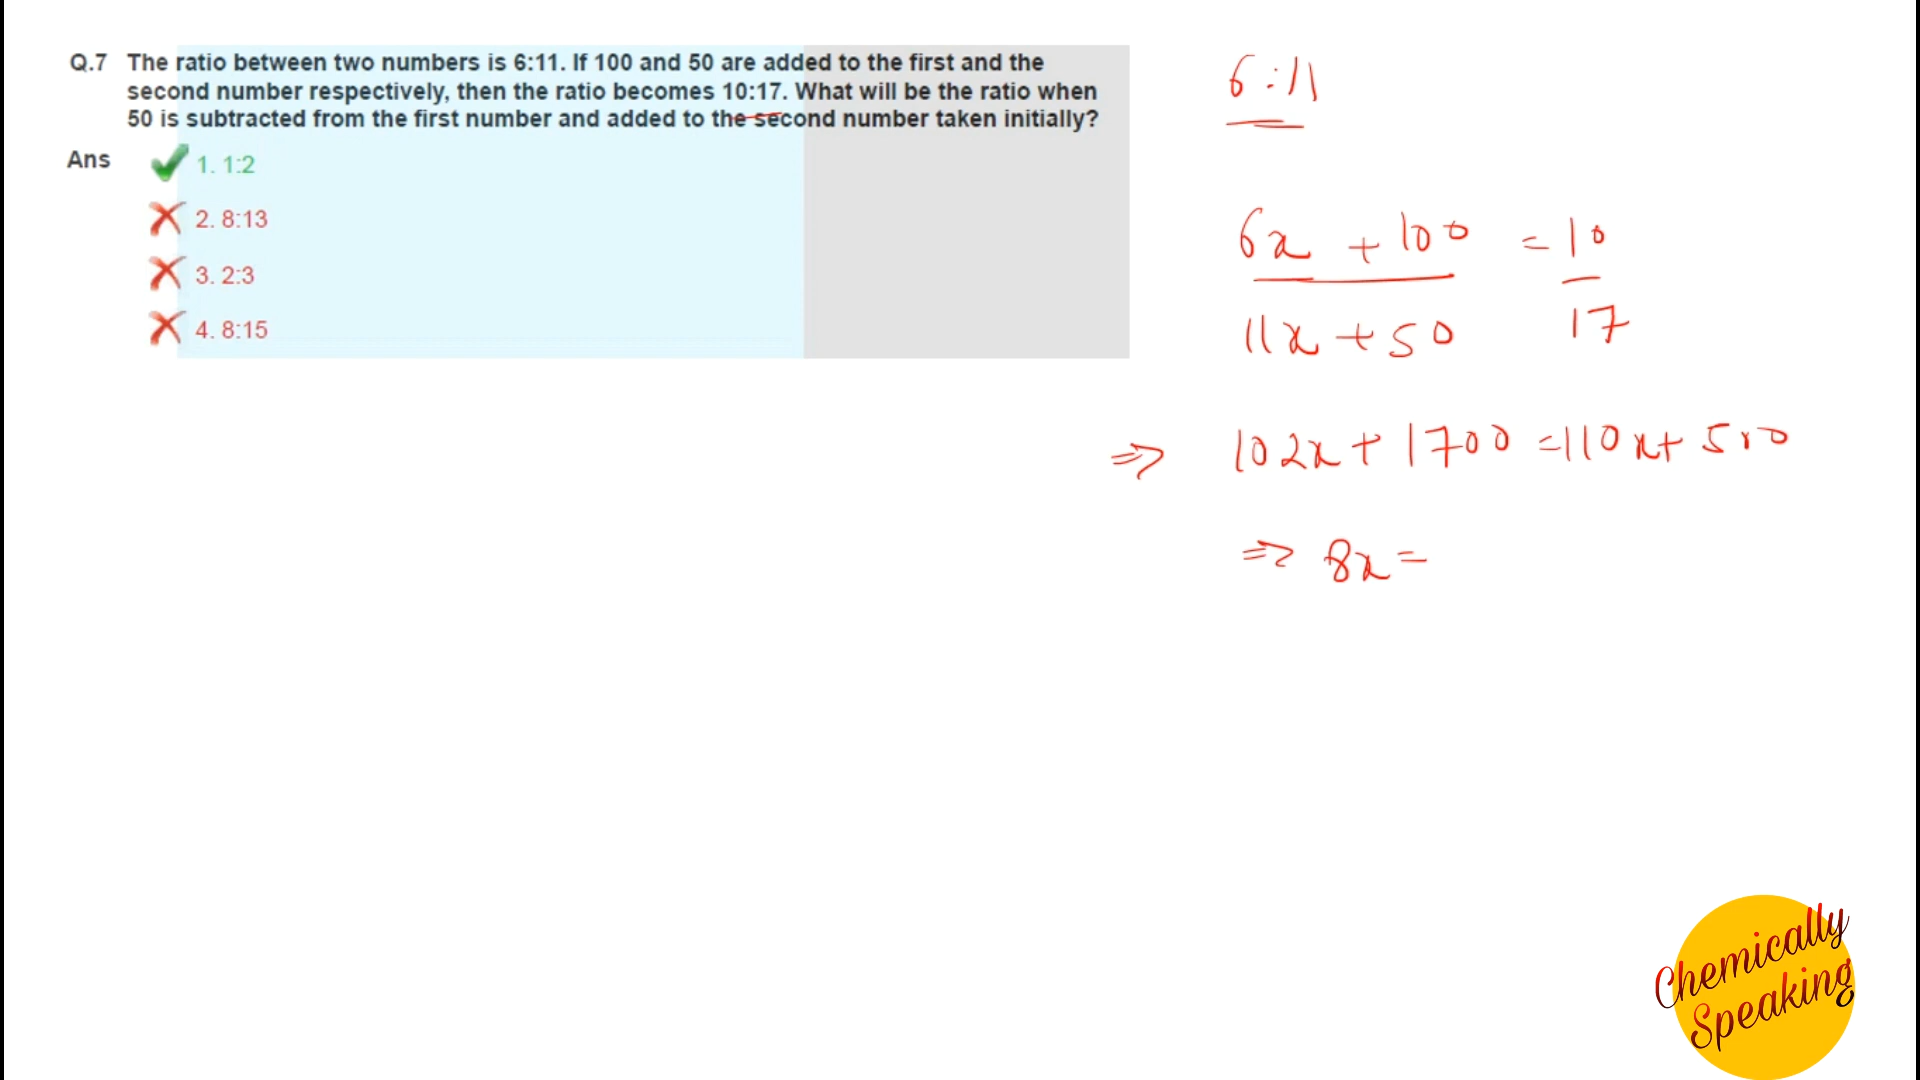 Q.7 The ratio between two numbers is 6:11. If 100 and 50 are added to the first and the
second number respectively, then the ratio becomes 10:17. What will be the ratio when
50 is subtracted from the first number and added to the second number taken initially?
Ans
1. 1:2
2. 8:13
3. 2:3
4. 8:15
6:11
6x + 100 = 10
11x + 50 17
⇒ 102x + 1700 = 110x + 500
⇒ 8x =
Chemically
Speaking